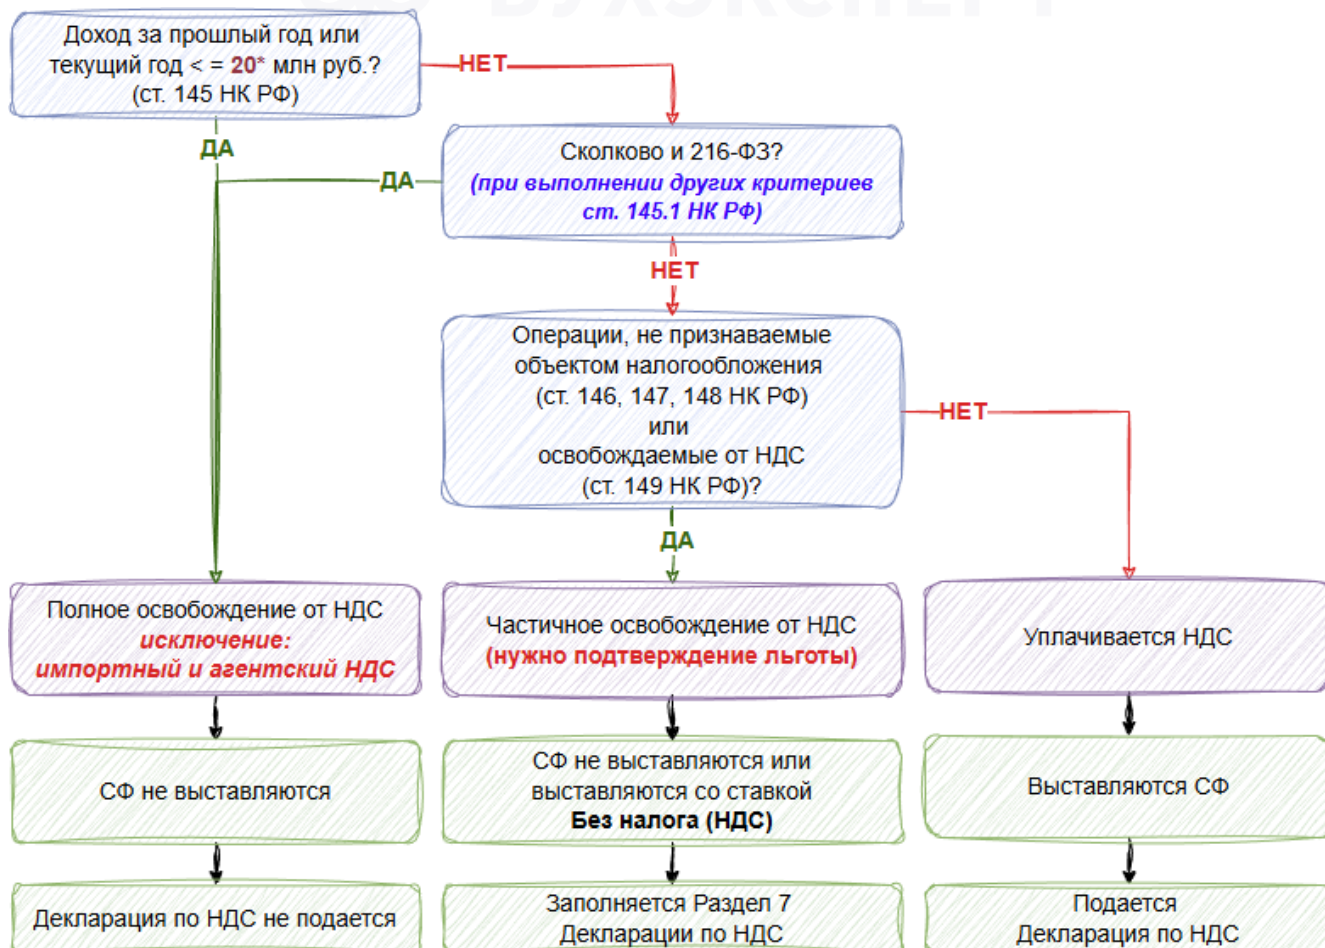 БУХЭКСПЕРТ
Доход за прошлый год или
текущий год < = 20* млн руб.?
(ст. 145 НК РФ)
НЕТ
ДА
Сколково и 216-ФЗ?
(при выполнении других критериев
ст. 145.1 НК РФ)
ДА
НЕТ
Операции, не признаваемые
объектом налогообложения
(ст. 146, 147, 148 НК РФ)
или
освобождаемые от НДС
(ст. 149 НК РФ)?
НЕТ
ДА
Полное освобождение от НДС
исключение:
импортный и агентский НДС
Частичное освобождение от НДС
(нужно подтверждение льготы)
Уплачивается НДС
СФ не выставляются
СФ не выставляются или
выставляются со ставкой
Без налога (НДС)
Выставляются СФ
Декларация по НДС не подается
Заполняется Раздел 7
Декларации по НДС
Подается
Декларация по НДС